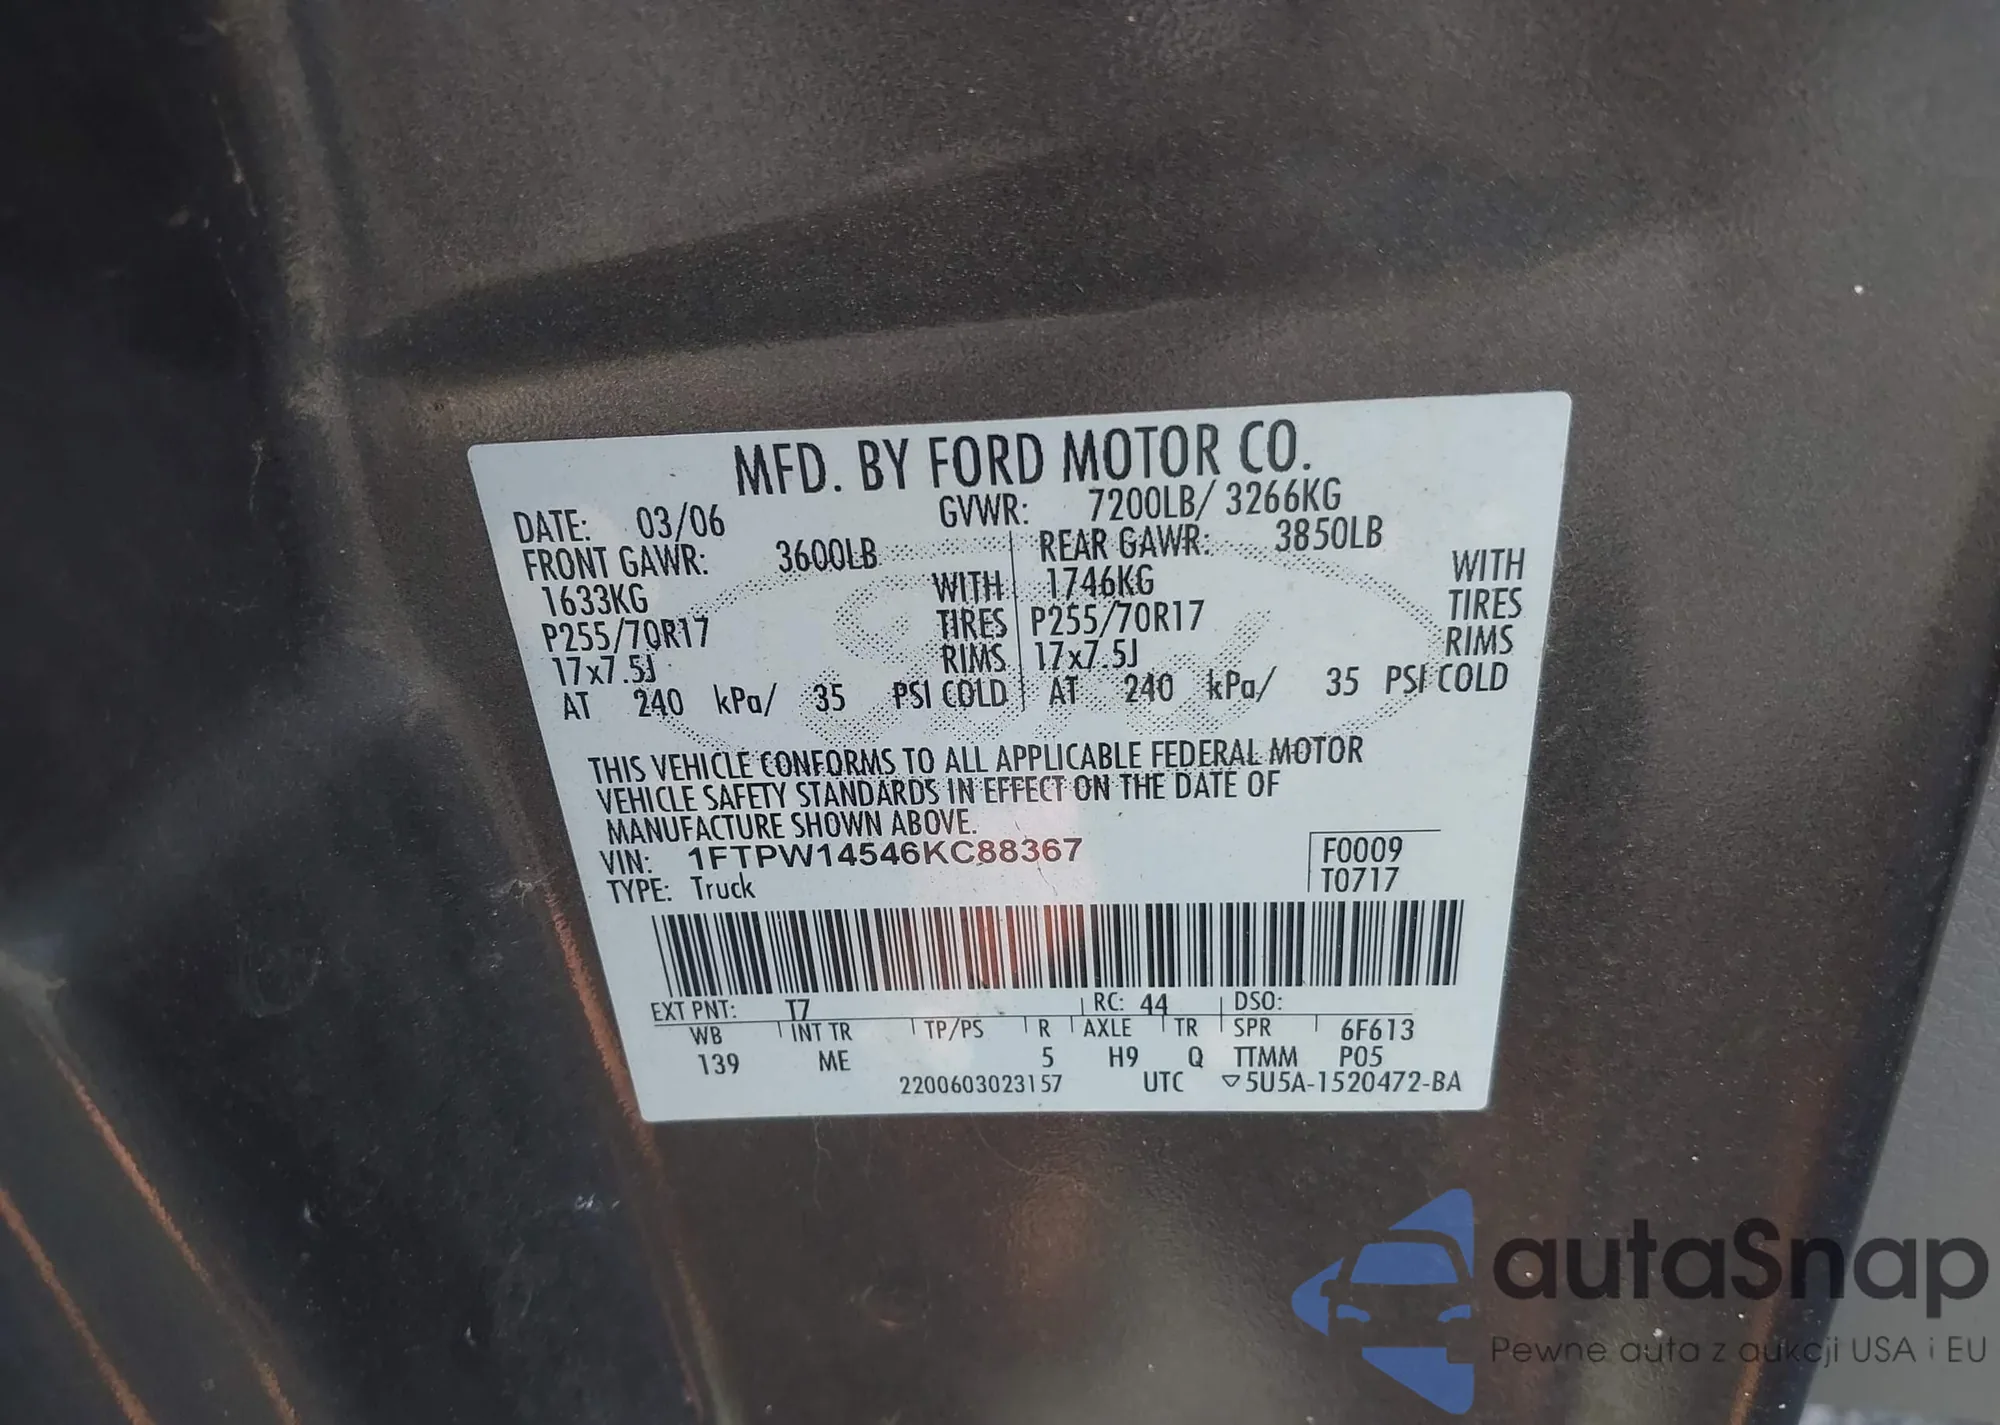 MFD. BY FORD MOTOR CO.
DATE: 03/06 GVWR: 7200LB/ 3266KG
FRONT GAWR: 3600LB REAR GAWR: 3850LB
1633KG WITH 1746KG WITH
P255/70R17 TIRES P255/70R17 TIRES
17x7.5J RIMS 17x7.5J RIMS
AT 240 kPa/ 35 PSI COLD AT 240 kPa/ 35 PSI COLD
THIS VEHICLE CONFORMS TO ALL APPLICABLE FEDERAL MOTOR
VEHICLE SAFETY STANDARDS IN EFFECT ON THE DATE OF
MANUFACTURE SHOWN ABOVE.
VIN: 1FTPW14546KC88367 F0009
TYPE: Truck T0717
EXT PNT: T7 RC: 44 DSO:
WB INT TR TP/PS R AXLE TR SPR 6F613
139 ME 5 H9 Q TTMM P05
2200603023157 UTC ▽5U5A-1520472-BA
autaSnap
Pewne auta z aukcji USA i EU